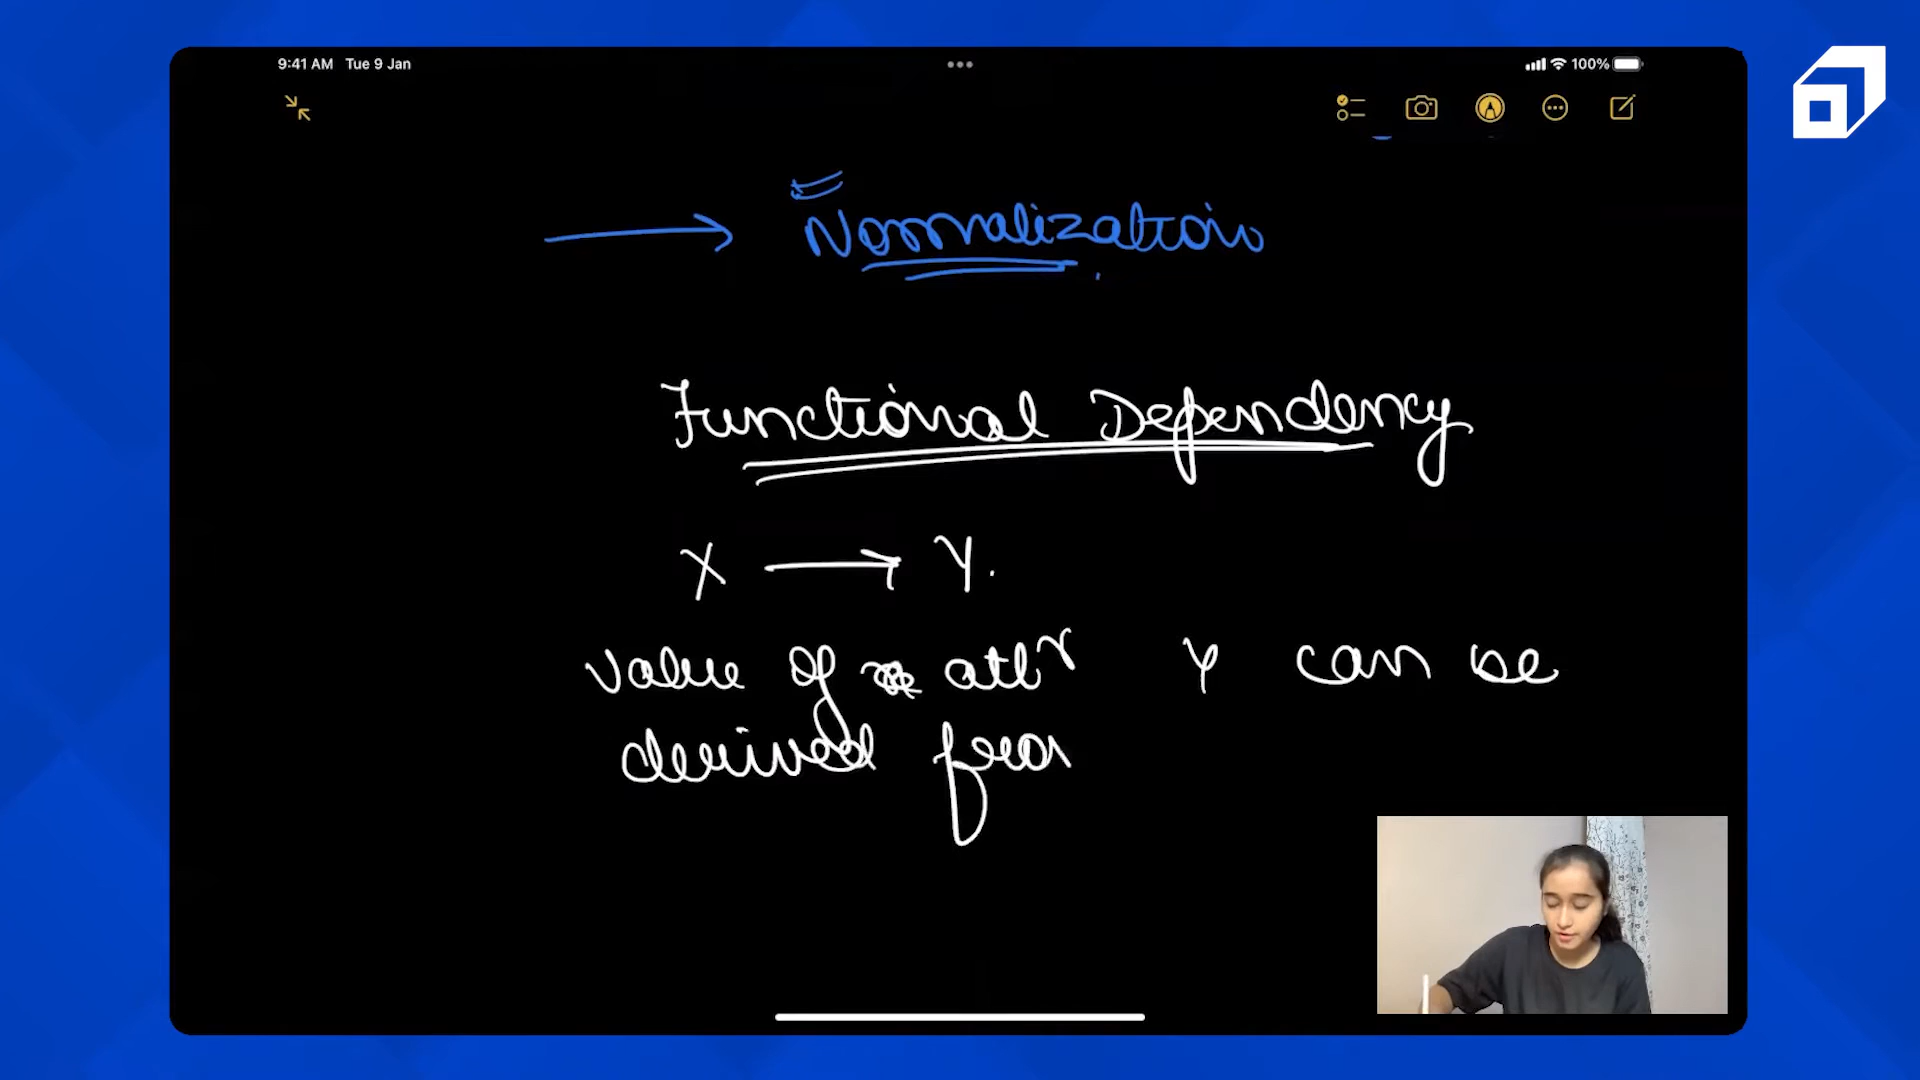 9:41 AM Tue 9 Jan
100%
Normalization
Functional Dependency
X → Y.
Value of attr Y can be
derived from